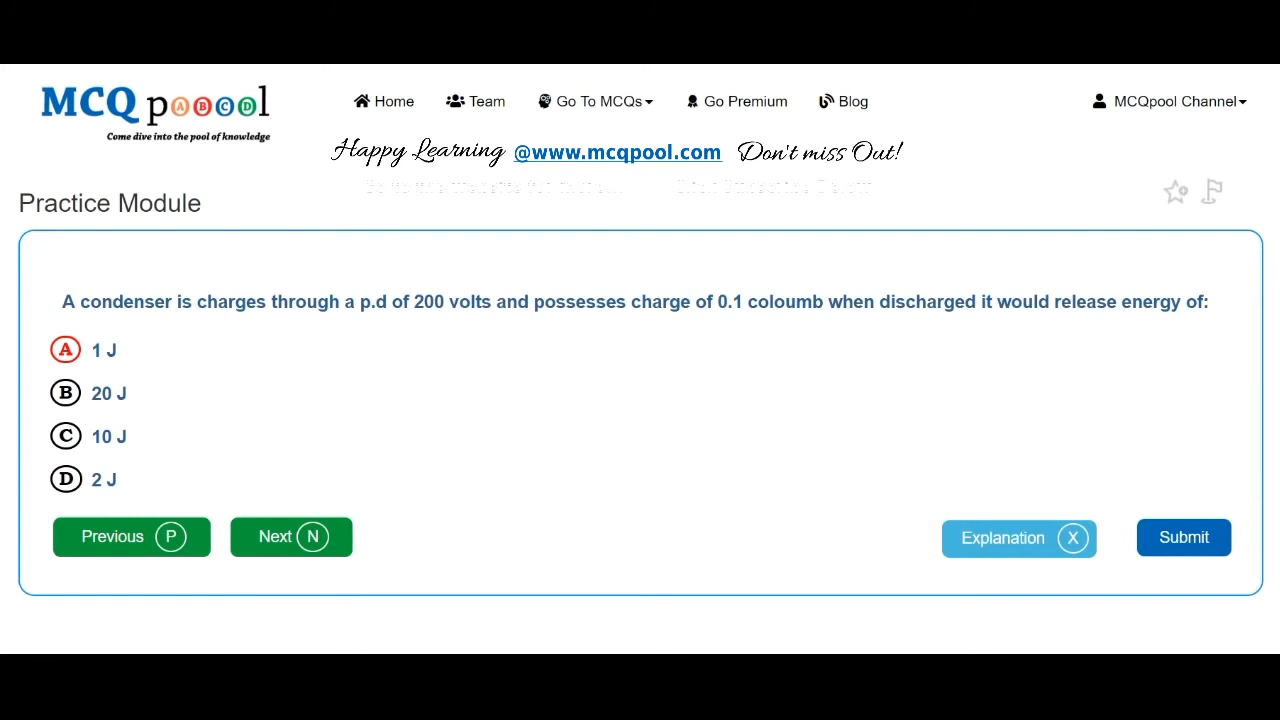 MCQ pooool
Come dive into the pool of knowledge
Home Team Go To MCQs Go Premium Blog MCQpool Channel
Happy Learning @www.mcqpool.com Don't miss Out!
Practice Module
A condenser is charges through a p.d of 200 volts and possesses charge of 0.1 coloumb when discharged it would release energy of:
A 1 J
B 20 J
C 10 J
D 2 J
Previous P Next N Explanation X Submit